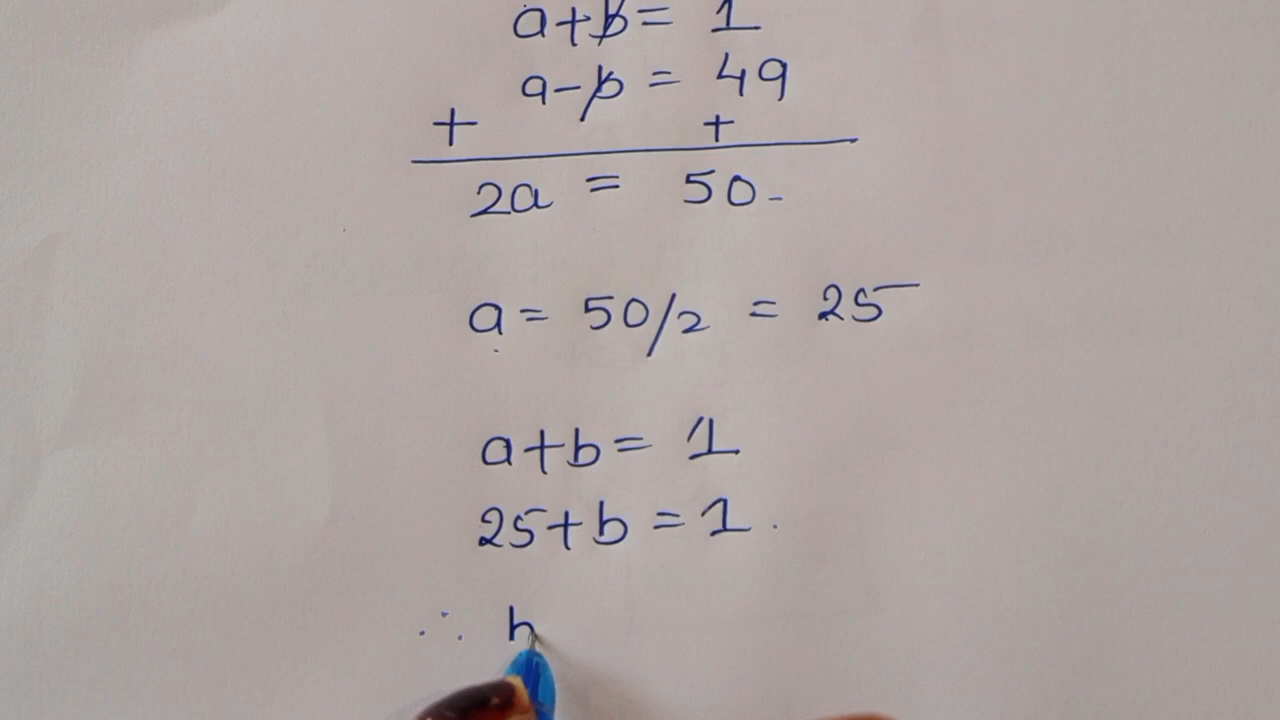 a+b= 1
a-b = 49
+ +
2a = 50-
a = 50/2 = 25
a+b= 1
25+b =1.
∴ b